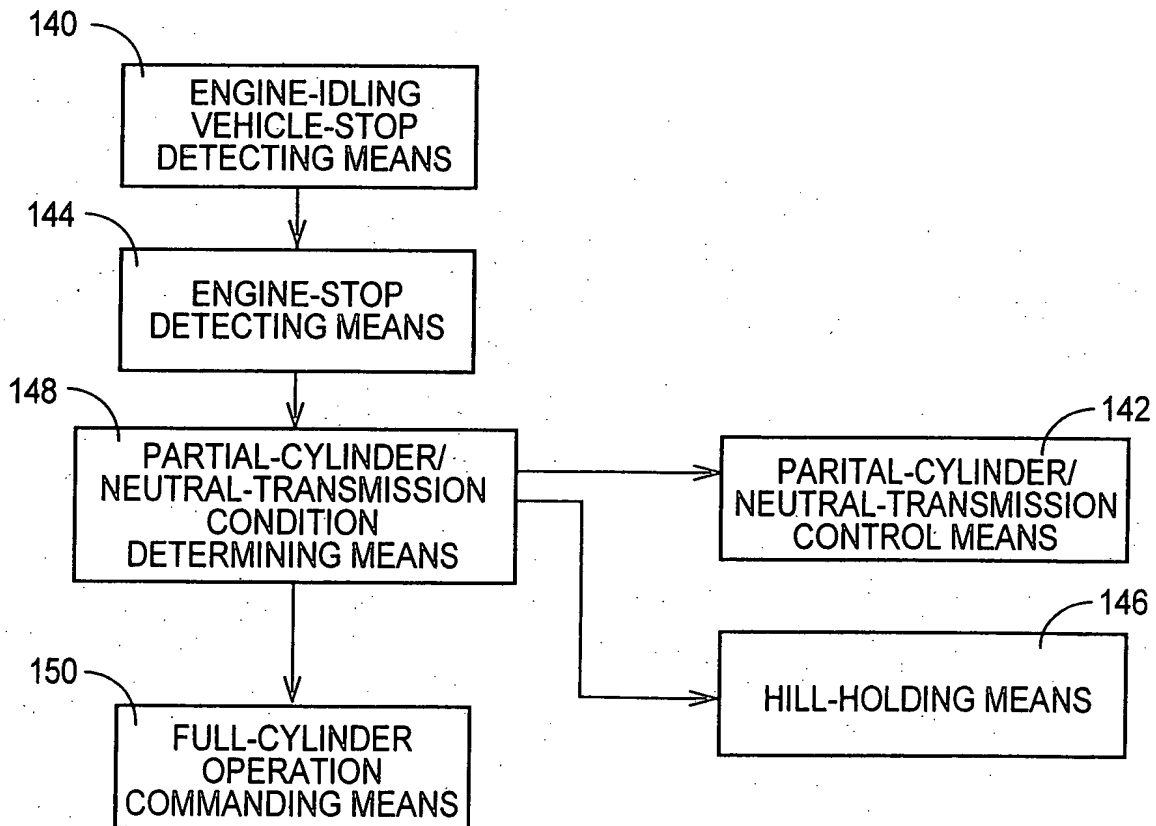 140
ENGINE-IDLING
VEHICLE-STOP
DETECTING MEANS
144
ENGINE-STOP
DETECTING MEANS
148
PARTIAL-CYLINDER/
NEUTRAL-TRANSMISSION
CONDITION
DETERMINING MEANS
142
PARITAL-CYLINDER/
NEUTRAL-TRANSMISSION
CONTROL MEANS
146
HILL-HOLDING MEANS
150
FULL-CYLINDER
OPERATION
COMMANDING MEANS